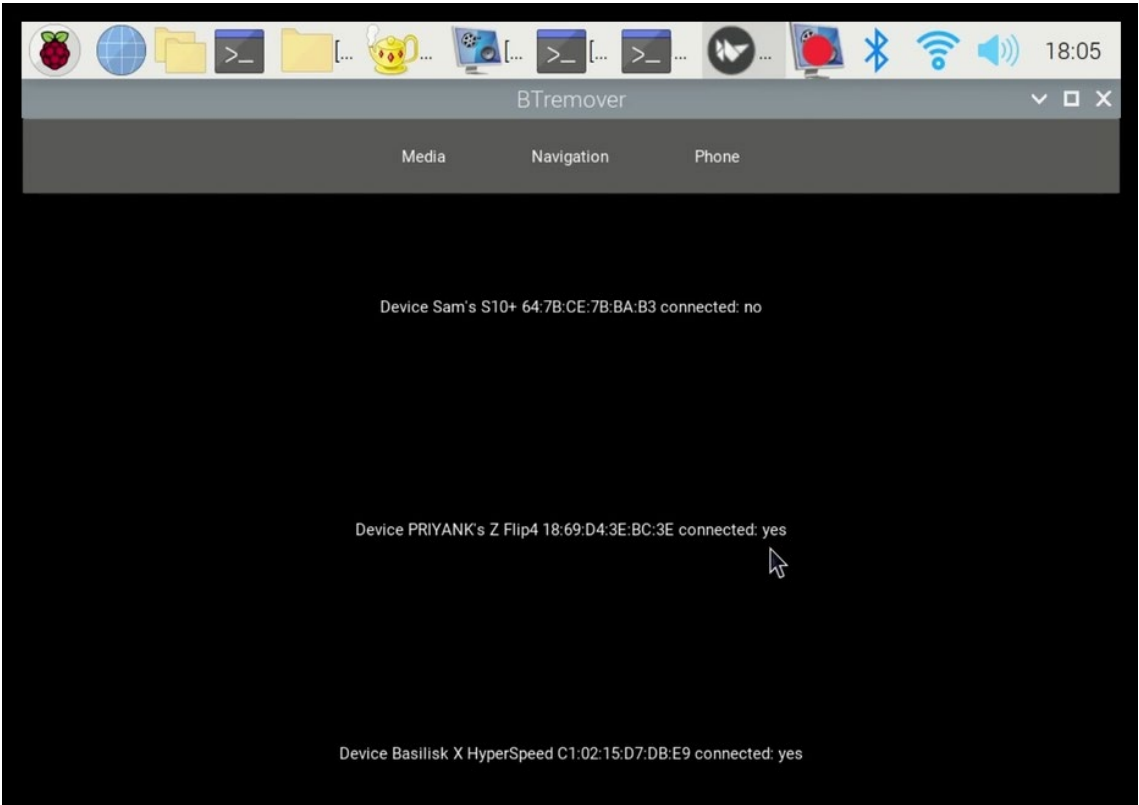 [... ... [... [... ... ... 18:05
BTremover
Media Navigation Phone
Device Sam's S10+ 64:7B:CE:7B:BA:B3 connected: no
Device PRIYANK's Z Flip4 18:69:D4:3E:BC:3E connected: yes
Device Basilisk X HyperSpeed C1:02:15:D7:DB:E9 connected: yes